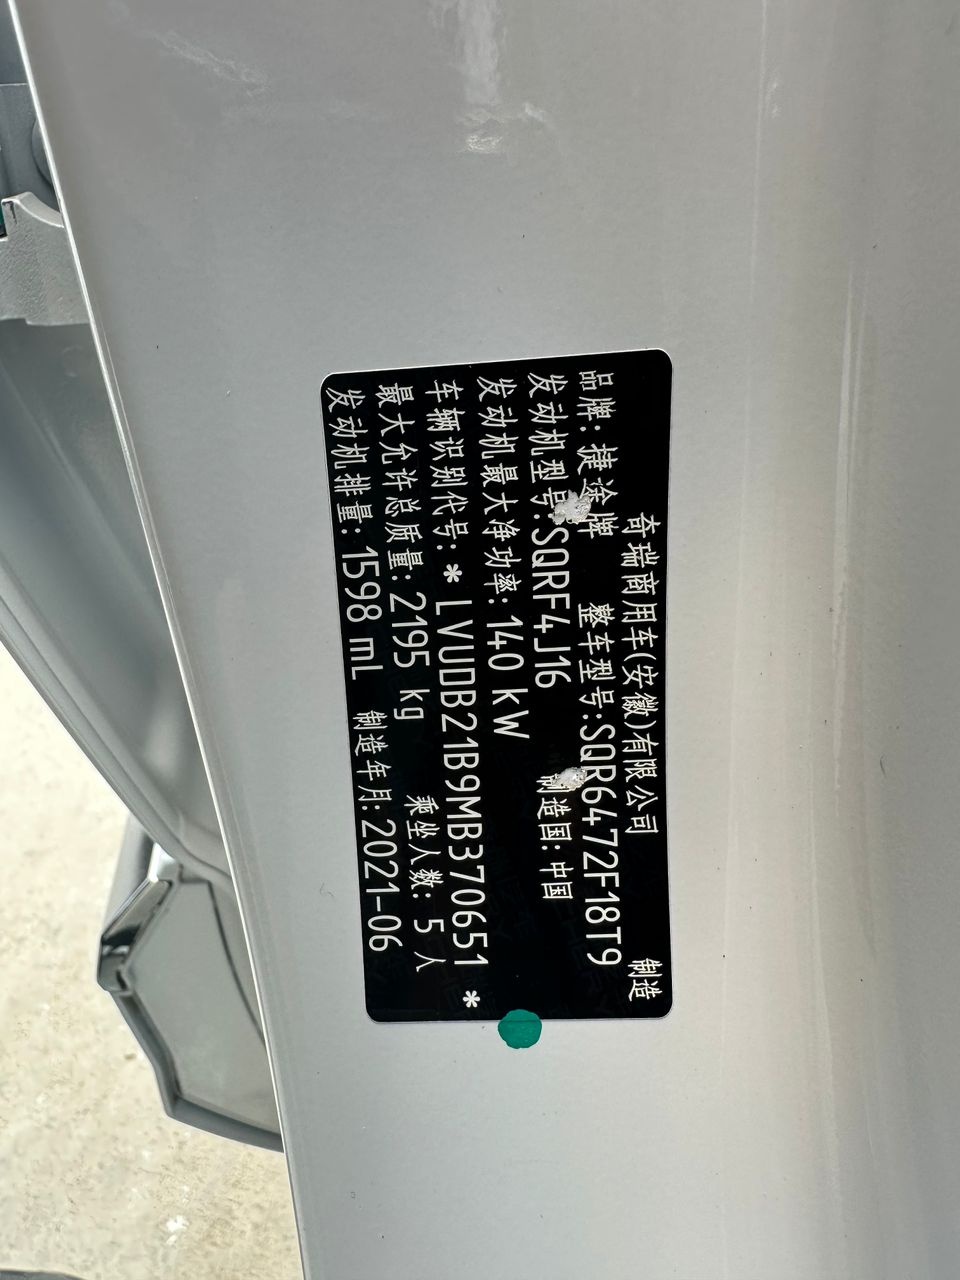 奇瑞商用车(安徽)有限公司 制造
品牌: 捷途牌 整车型号:SQR6472F18T9
发动机型号:SQRF4J16 制造国: 中国
发动机最大净功率: 140 kW
车辆识别代号: * LVUDB21B9MB370651 *
最大允许总质量: 2195 kg 乘坐人数: 5 人
发动机排量: 1598 mL 制造年月: 2021-06